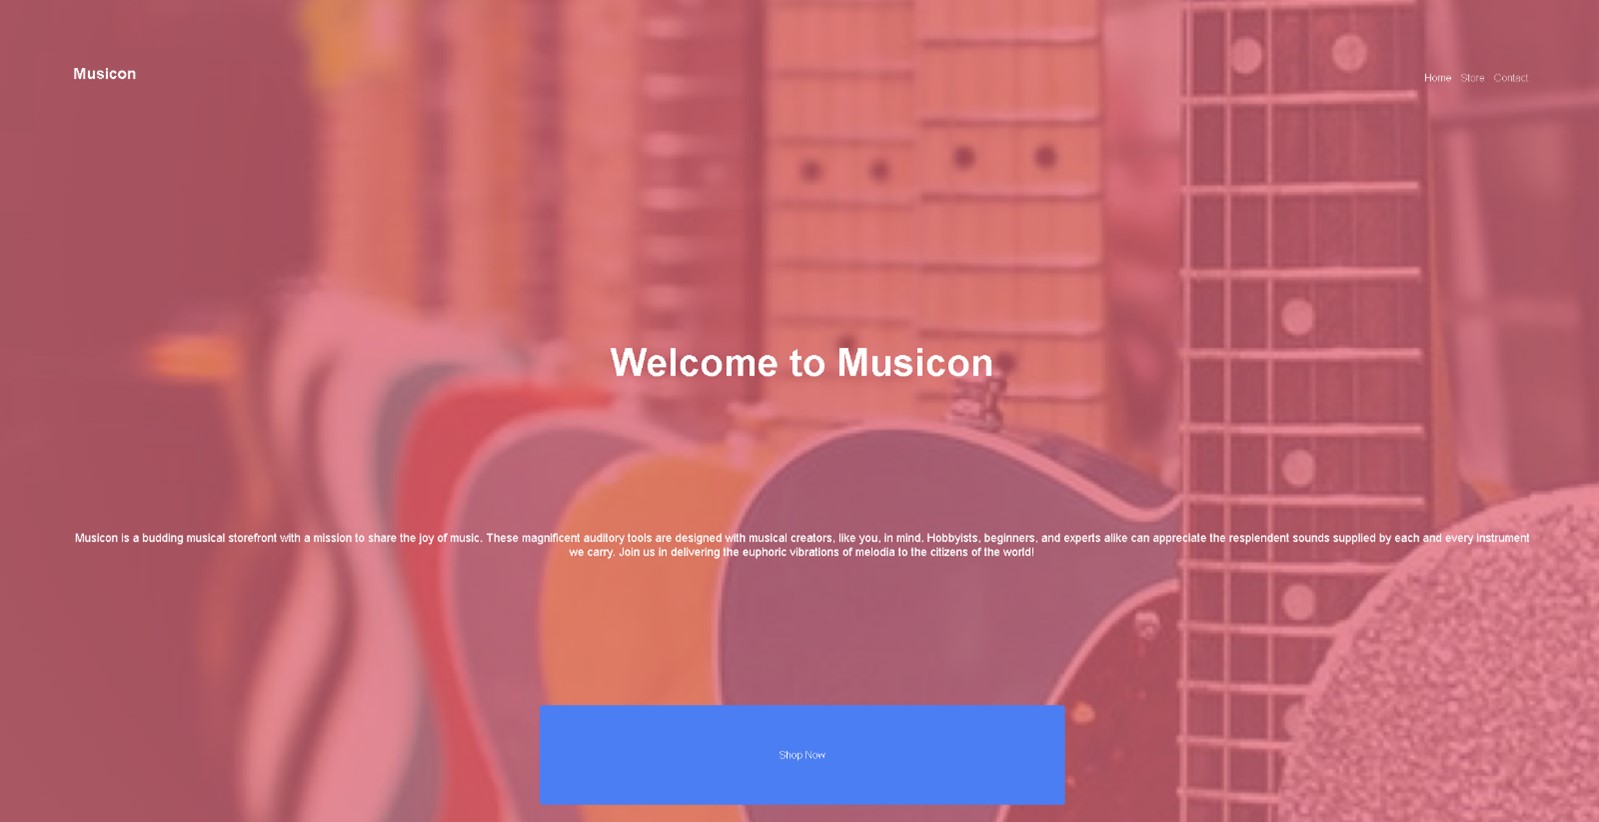 Musicon
Home Store Contact
Welcome to Musicon
Musicon is a budding musical storefront with a mission to share the joy of music. These magnificent auditory tools are designed with musical creators, like you, in mind. Hobbyists, beginners, and experts alike can appreciate the resplendent sounds supplied by each and every instrument
we carry. Join us in delivering the euphoric vibrations of melodia to the citizens of the world!
Shop Now